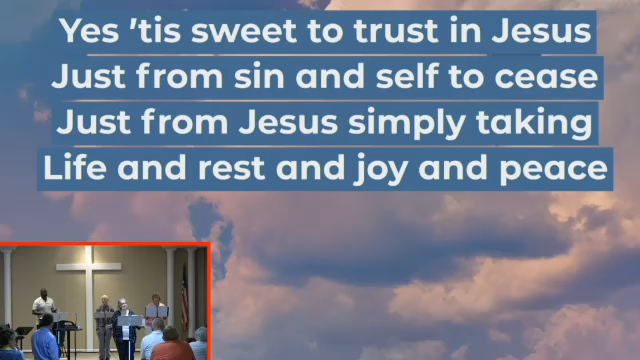 Yes 'tis sweet to trust in Jesus
Just from sin and self to cease
Just from Jesus simply taking
Life and rest and joy and peace